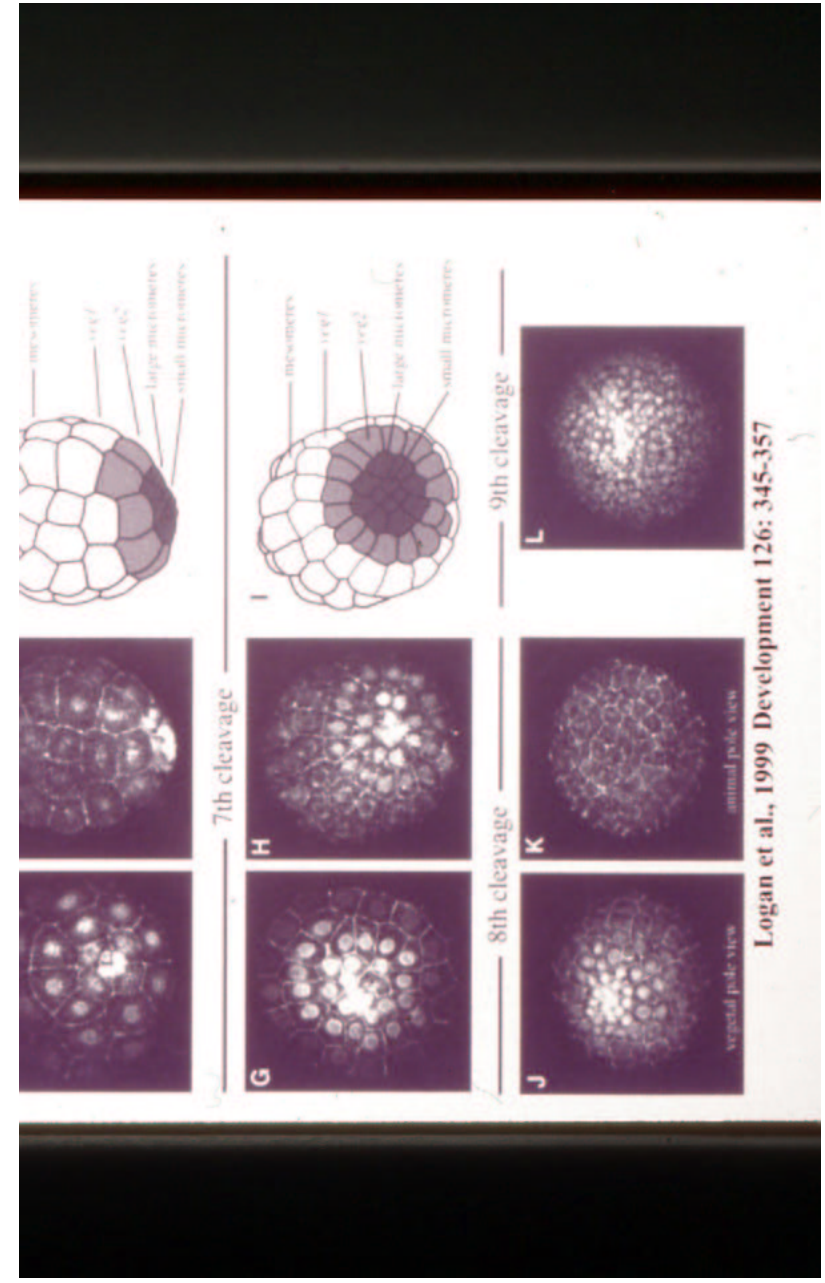 mesomeres
veg1
veg2
large micromeres
small micromeres
7th cleavage
G
H
I
mesomeres
veg1
veg2
large micromeres
small micromeres
8th cleavage
9th cleavage
J
vegetal pole view
K
animal pole view
L
Logan et al., 1999 Development 126: 345-357